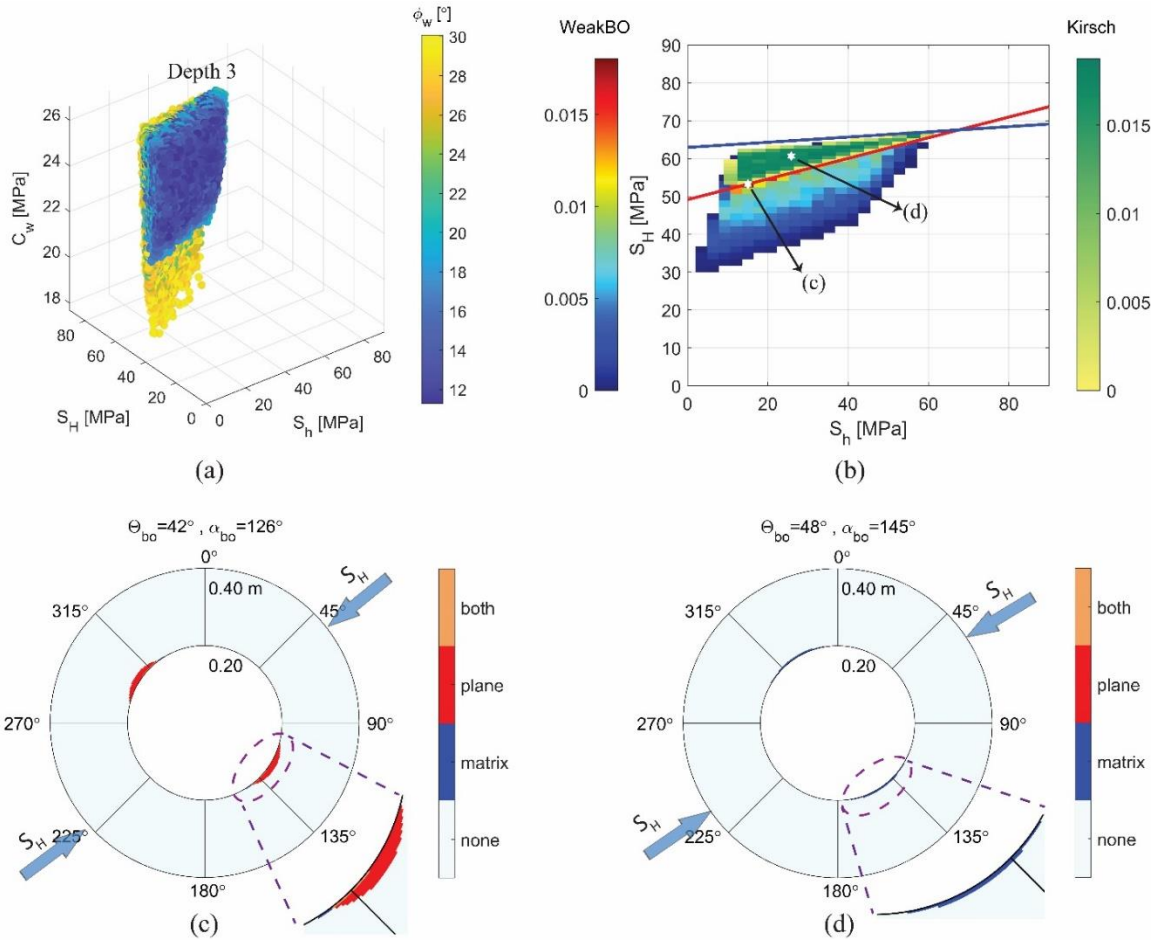 ϕw [°]
30
28
26
24
22
20
18
16
14
12
Depth 3
26
24
22
20
18
Cw [MPa]
80
60
40
20
0
SH [MPa]
0
20
40
60
80
Sh [MPa]
(a)
WeakBO
0.015
0.01
0.005
0
Kirsch
0.015
0.01
0.005
0
90
80
70
60
50
40
30
20
10
0
SH [MPa]
0
20
40
60
80
Sh [MPa]
(d)
(c)
(b)
Θbo=42° , αbo=126°
0°
0.40 m
0.20
45°
90°
135°
180°
225°
270°
315°
SH
SH
both
plane
matrix
none
(c)
Θbo=48° , αbo=145°
0°
0.40 m
0.20
45°
90°
135°
180°
225°
270°
315°
SH
SH
both
plane
matrix
none
(d)